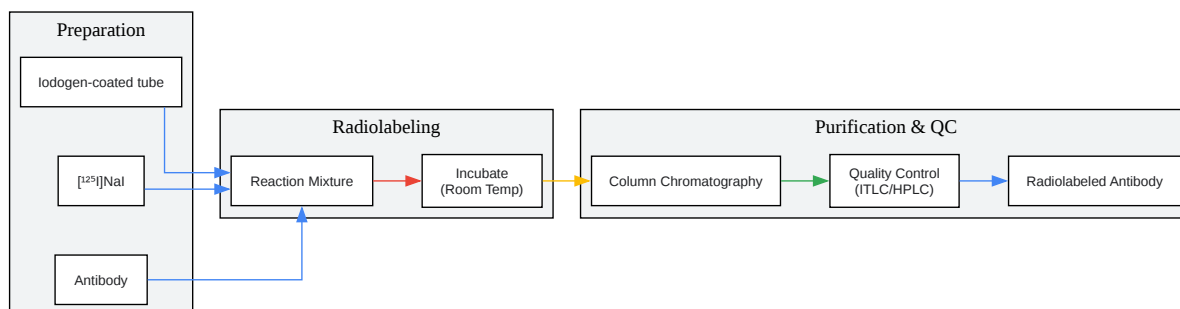 Preparation
Iodogen-coated tube
[¹²⁵I]NaI
Antibody
Radiolabeling
Reaction Mixture
Incubate
(Room Temp)
Purification & QC
Column Chromatography
Quality Control
(ITLC/HPLC)
Radiolabeled Antibody